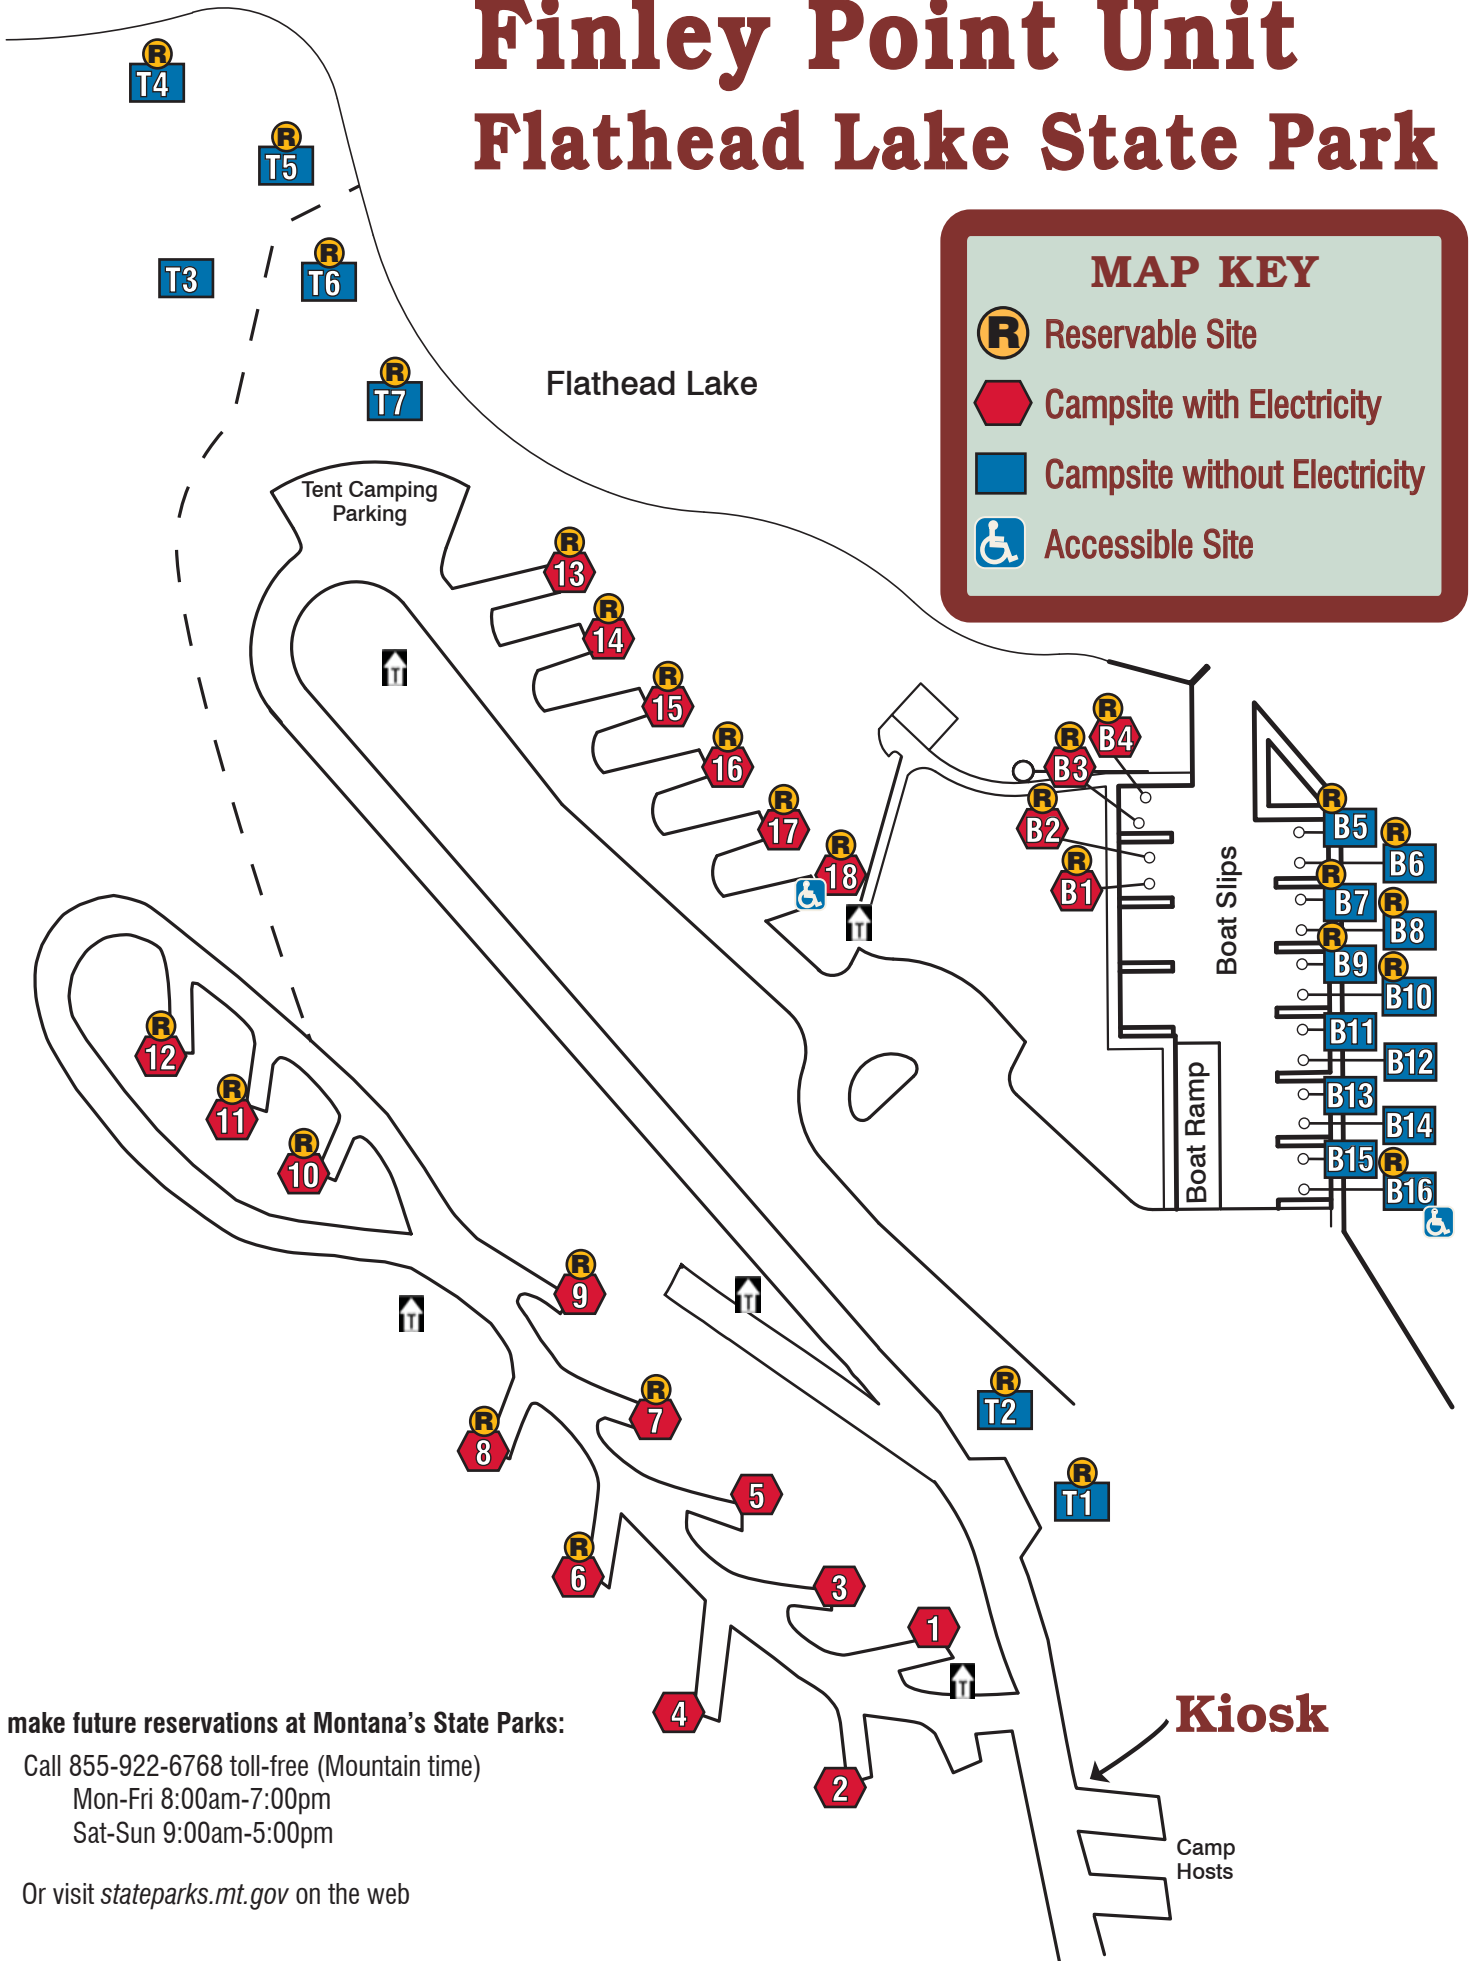 Finley Point Unit
Flathead Lake State Park
MAP KEY
R Reservable Site
Campsite with Electricity
Campsite without Electricity
Accessible Site
R
T4
R
T5
T3
R
T6
R
T7
Flathead Lake
Tent Camping
Parking
R
13
R
14
R
15
R
16
R
17
R
18
T
T
R
B4
R
B3
R
B2
R
B1
Boat Slips
Boat Ramp
R
B5
R
B6
R
B7
R
B8
R
B9
R
B10
B11
B12
B13
B14
B15
R
B16
R
12
R
11
R
10
R
9
T
T
R
8
R
7
R
6
5
4
3
2
1
T
R
T2
R
T1
Kiosk
Camp
Hosts
make future reservations at Montana’s State Parks:
Call 855-922-6768 toll-free (Mountain time)
Mon-Fri 8:00am-7:00pm
Sat-Sun 9:00am-5:00pm
Or visit stateparks.mt.gov on the web